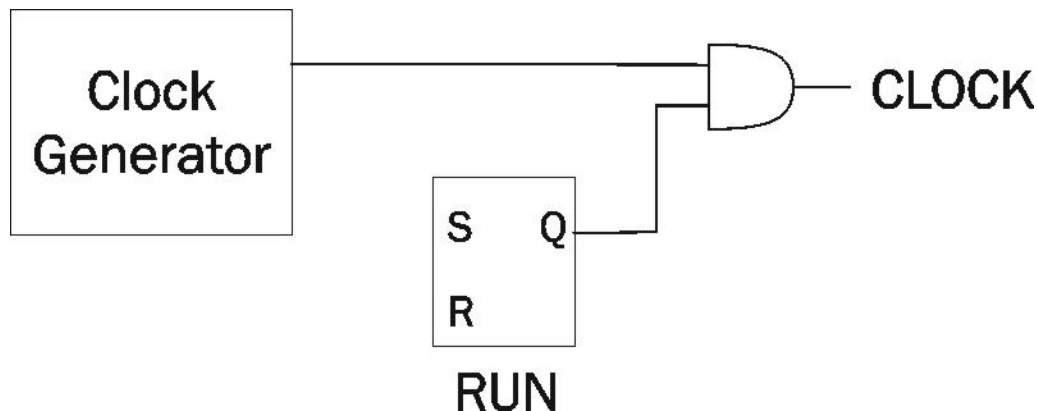 Clock
Generator
CLOCK
S Q
R
RUN